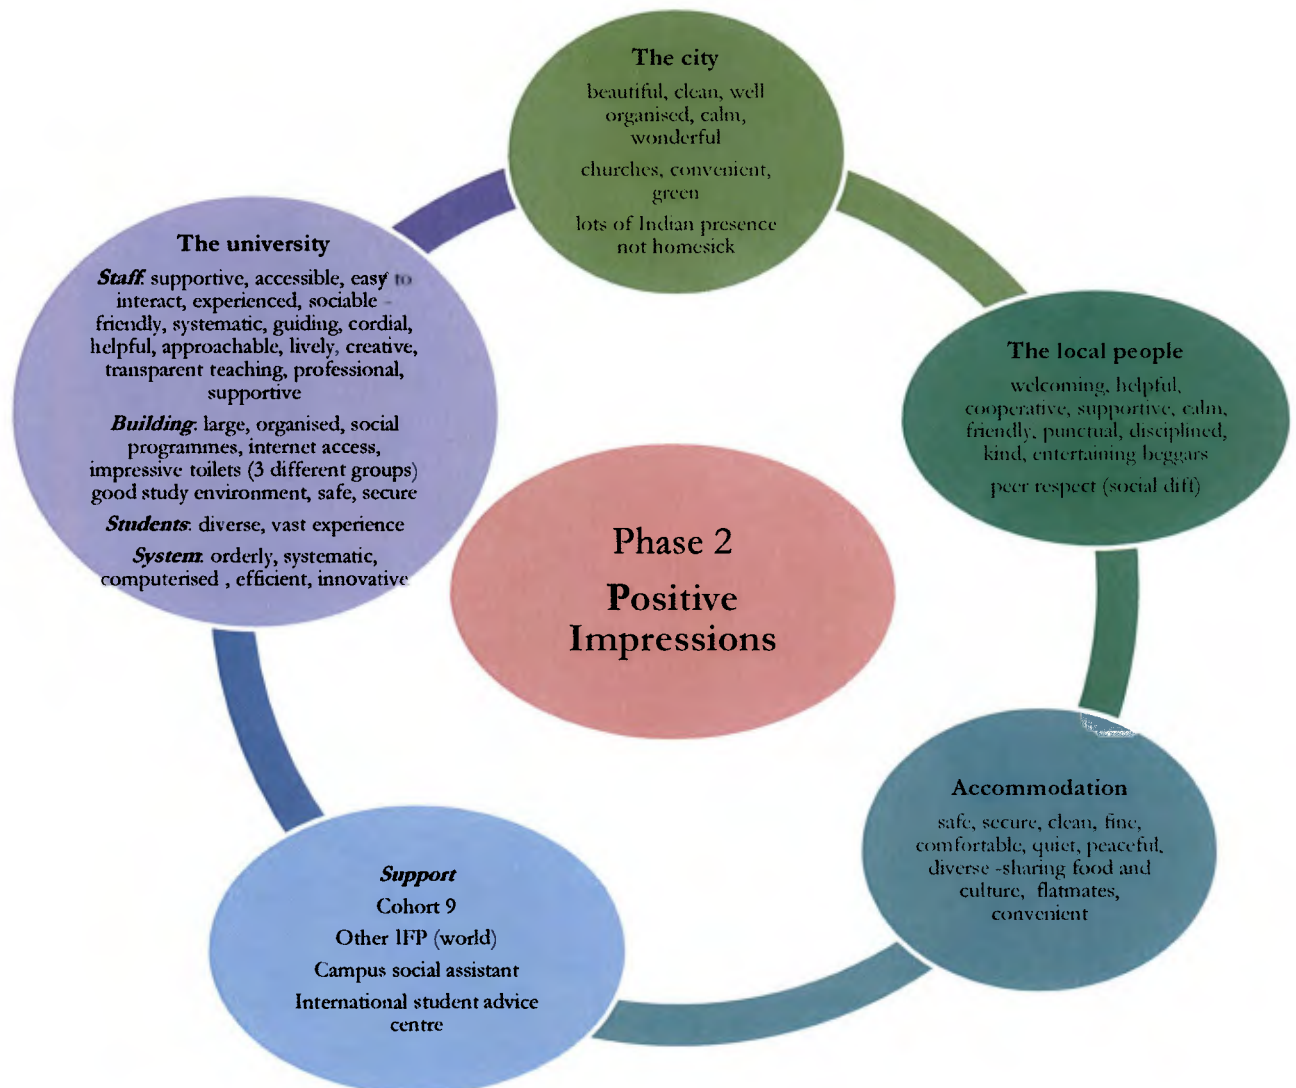 The city
beautiful, clean, well
organised, calm,
wonderful
churches, convenient,
green
lots of Indian presence
not homesick
The university
Staff: supportive, accessible, easy to
interact, experienced, sociable -
friendly, systematic, guiding, cordial,
helpful, approachable, lively, creative,
transparent teaching, professional,
supportive
Building: large, organised, social
programmes, internet access,
impressive toilets (3 different groups)
good study environment, safe, secure
Students: diverse, vast experience
System: orderly, systematic,
computerised , efficient, innovative
The local people
welcoming, helpful,
cooperative, supportive, calm,
friendly, punctual, disciplined,
kind, entertaining beggars
peer respect (social diff)
Phase 2
Positive
Impressions
Accommodation
safe, secure, clean, fine,
comfortable, quiet, peaceful,
diverse -sharing food and
culture, flatmates,
convenient
Support
Cohort 9
Other IFP (world)
Campus social assistant
International student advice
centre